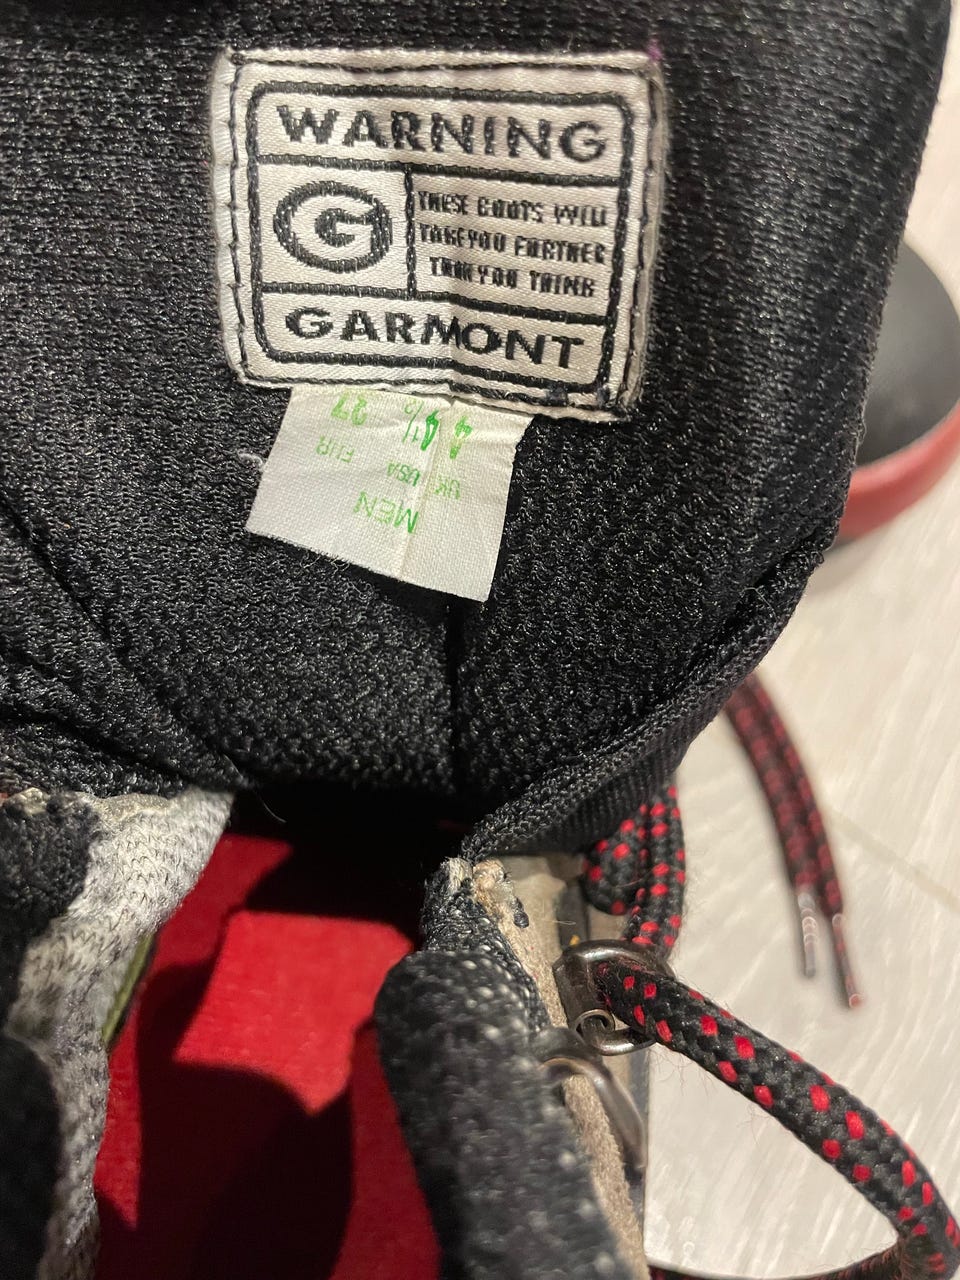 WARNING
G
THESE BOOTS WILL
TAKE YOU FURTHER
THAN YOU THINK
GARMONT
MEN
UK USA EUR
4 4½ 37